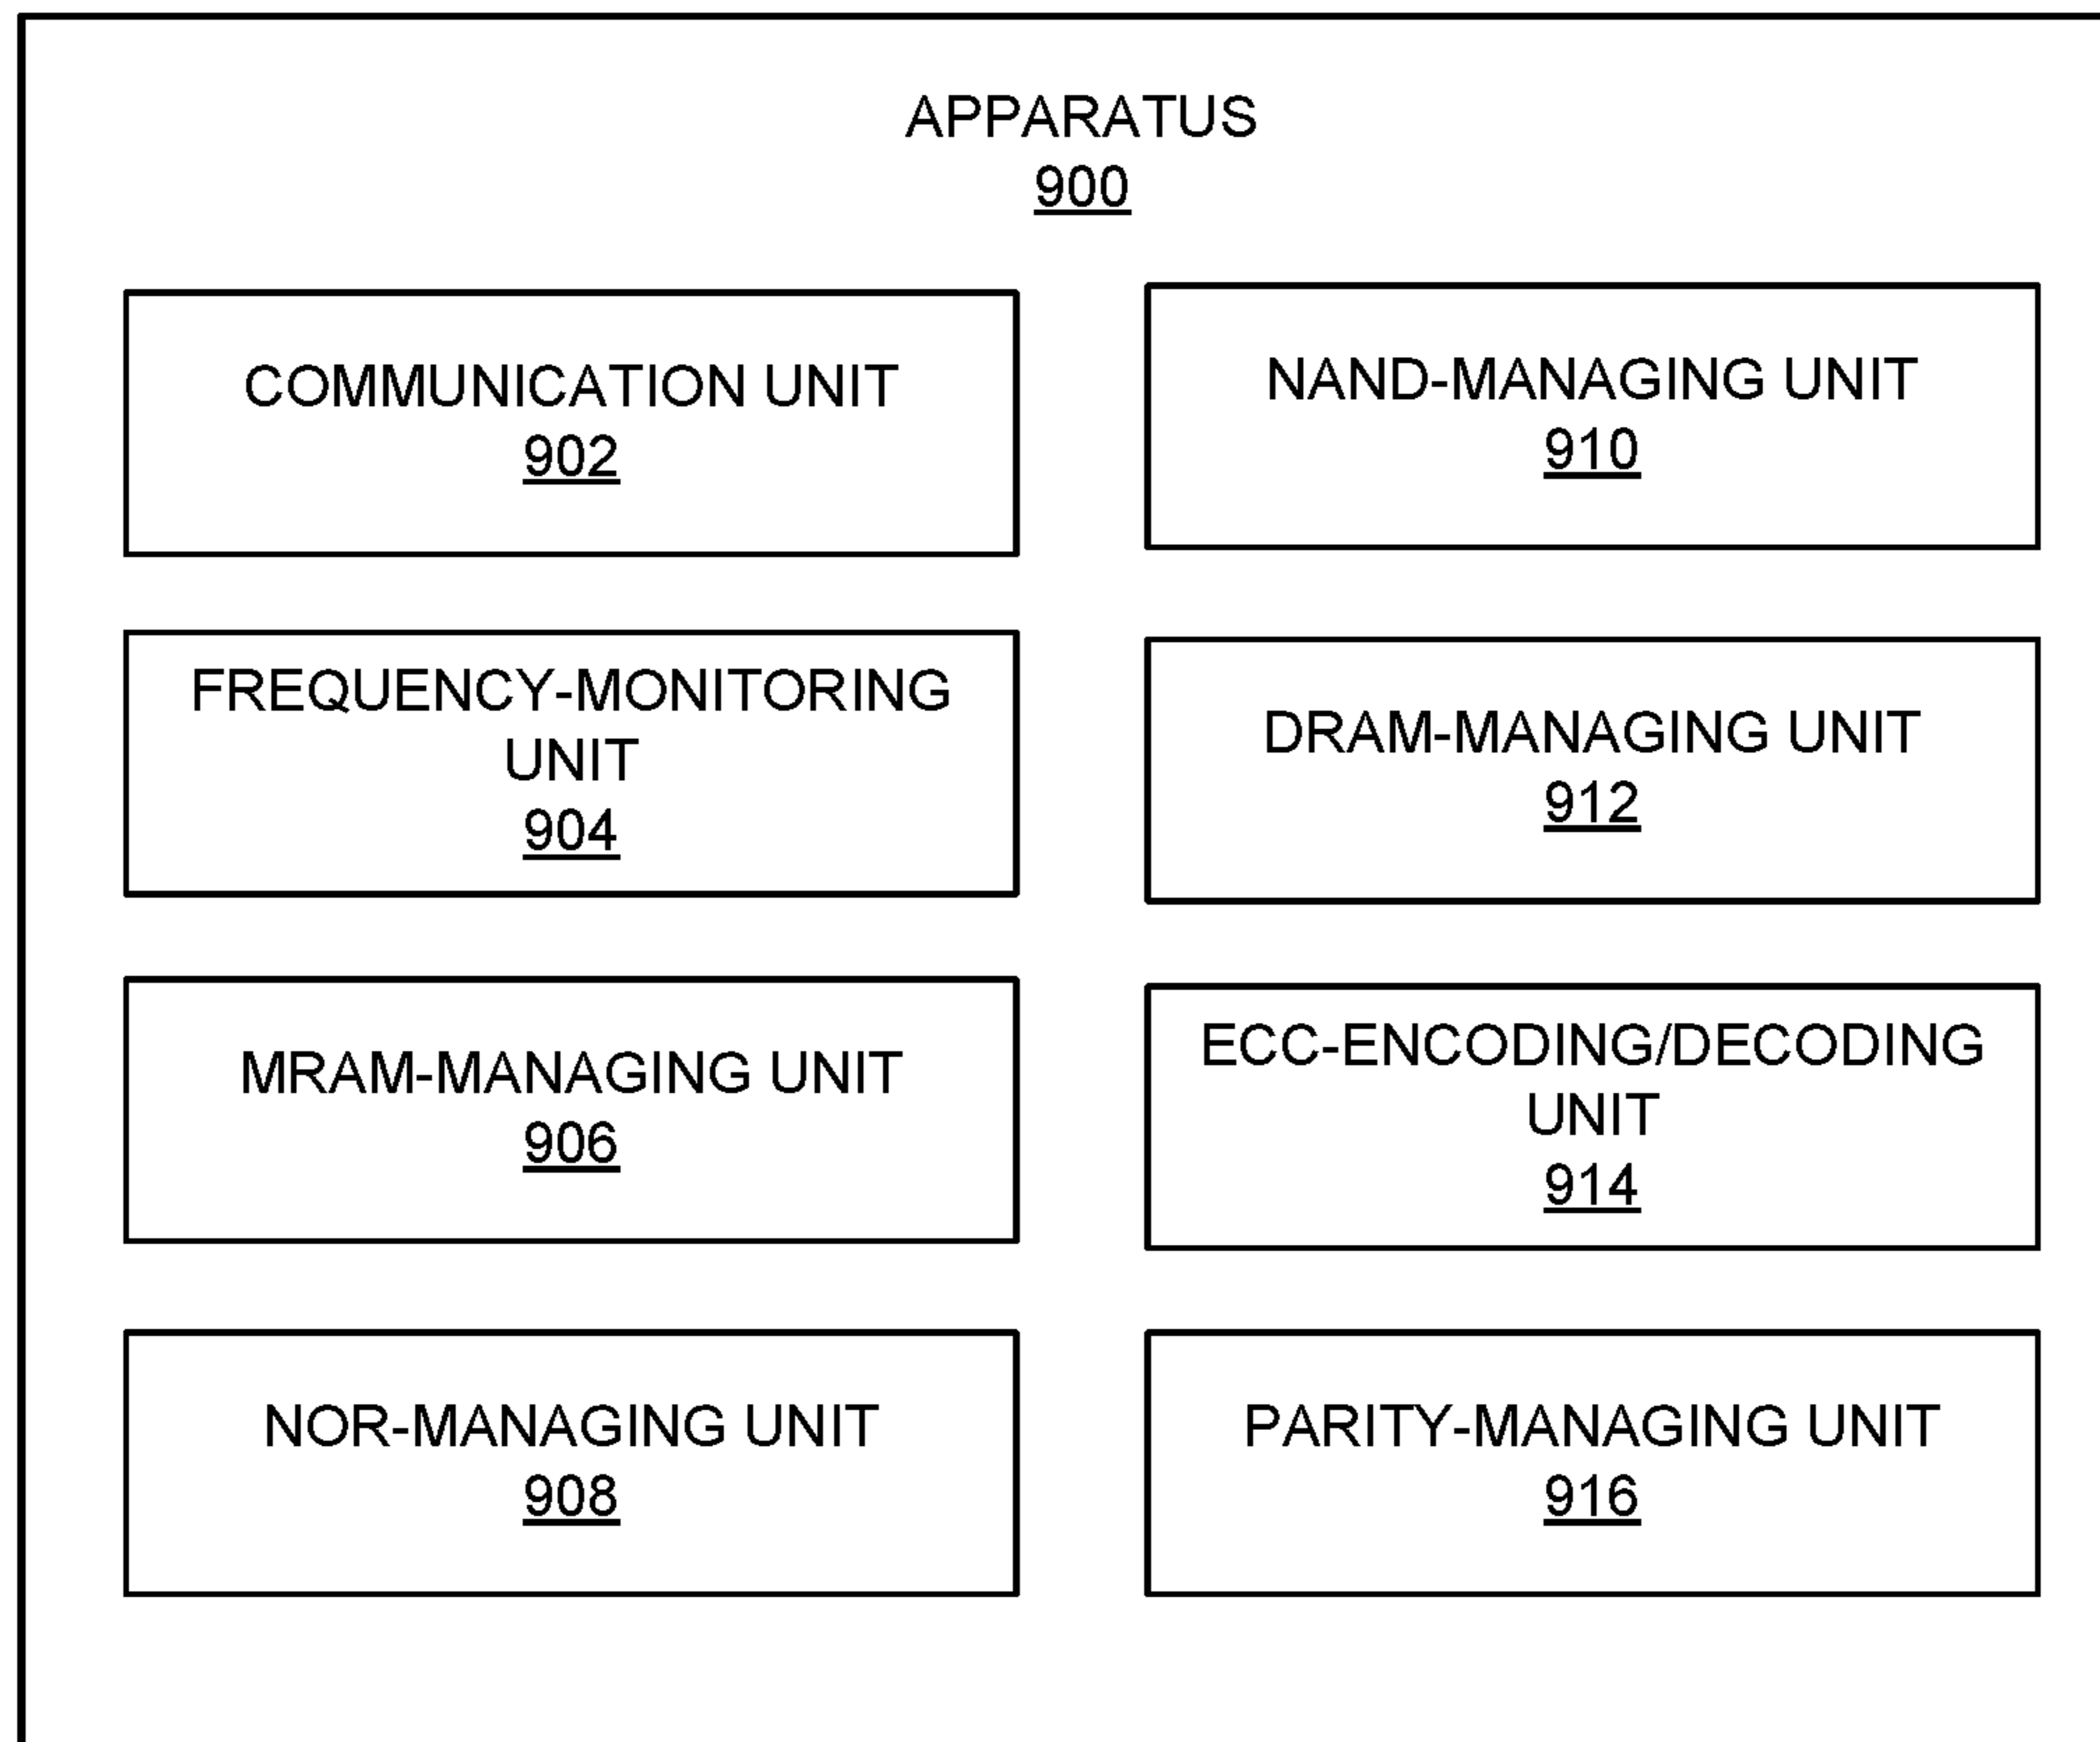 APPARATUS
900
COMMUNICATION UNIT
902
FREQUENCY-MONITORING
UNIT
904
MRAM-MANAGING UNIT
906
NOR-MANAGING UNIT
908
NAND-MANAGING UNIT
910
DRAM-MANAGING UNIT
912
ECC-ENCODING/DECODING
UNIT
914
PARITY-MANAGING UNIT
916